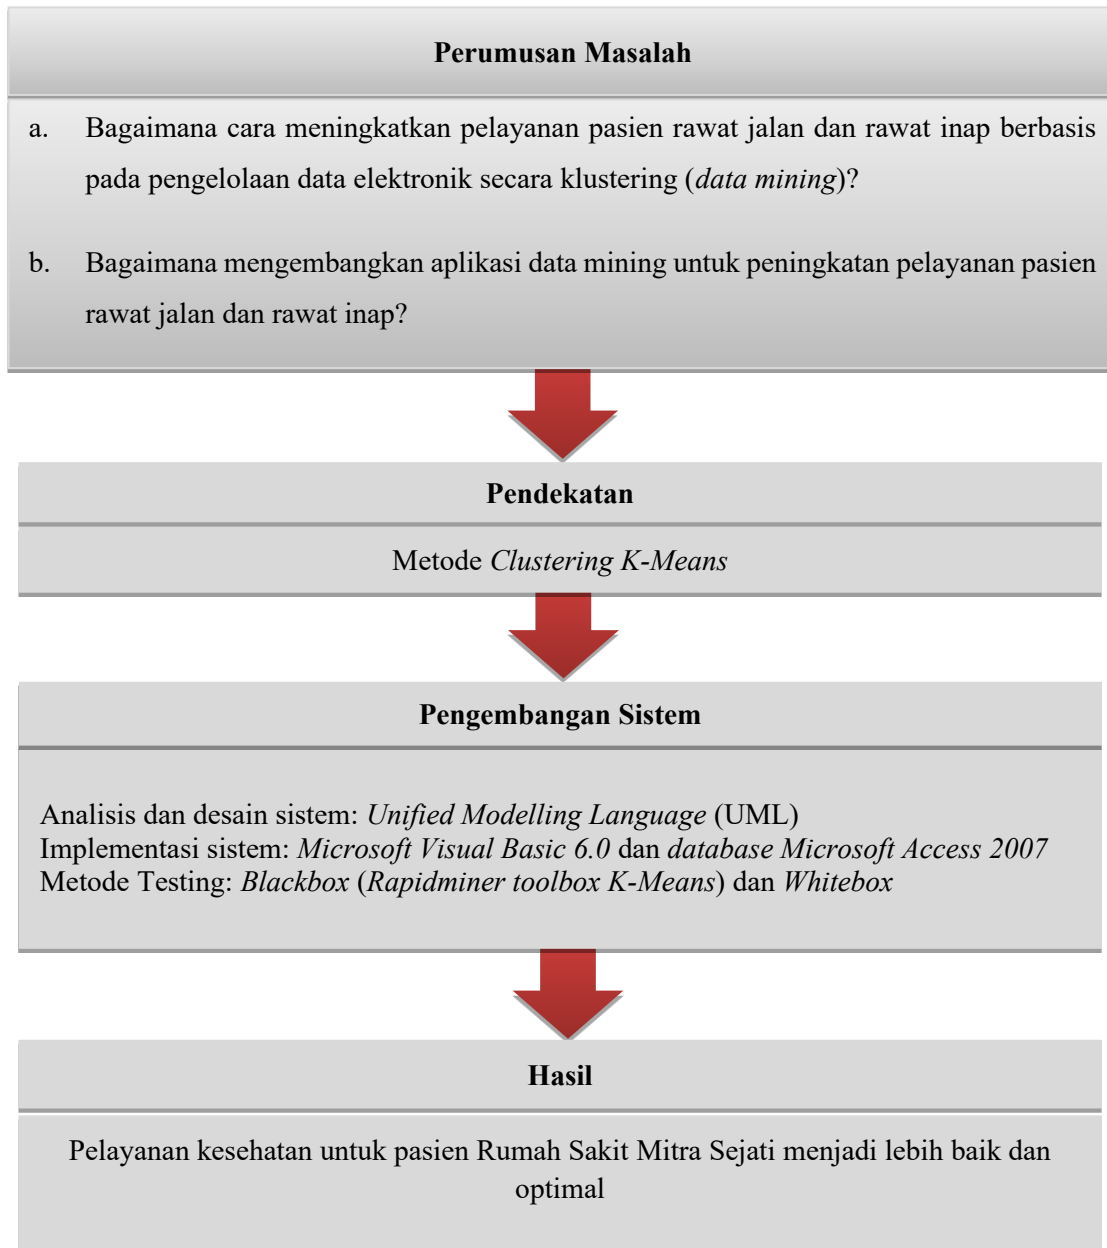 Perumusan Masalah
a. Bagaimana cara meningkatkan pelayanan pasien rawat jalan dan rawat inap berbasis
pada pengelolaan data elektronik secara klustering (data mining)?
b. Bagaimana mengembangkan aplikasi data mining untuk peningkatan pelayanan pasien
rawat jalan dan rawat inap?
Pendekatan
Metode Clustering K-Means
Pengembangan Sistem
Analisis dan desain sistem: Unified Modelling Language (UML)
Implementasi sistem: Microsoft Visual Basic 6.0 dan database Microsoft Access 2007
Metode Testing: Blackbox (Rapidminer toolbox K-Means) dan Whitebox
Hasil
Pelayanan kesehatan untuk pasien Rumah Sakit Mitra Sejati menjadi lebih baik dan
optimal